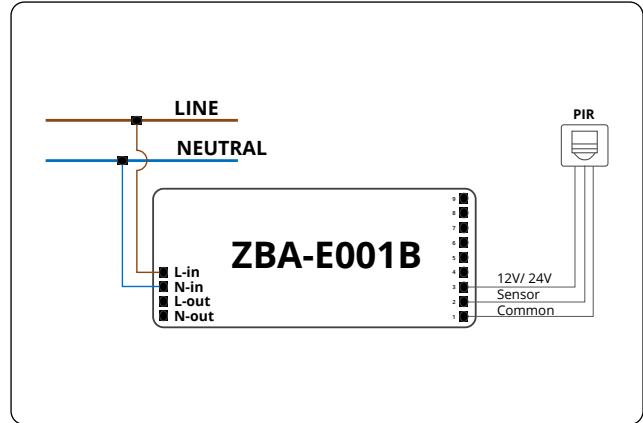 LINE
PIR
NEUTRAL
ZBA-E001B
L-in
N-in
L-out
N-out
9
8
7
6
5
4
3
2
1
12V/ 24V
Sensor
Common